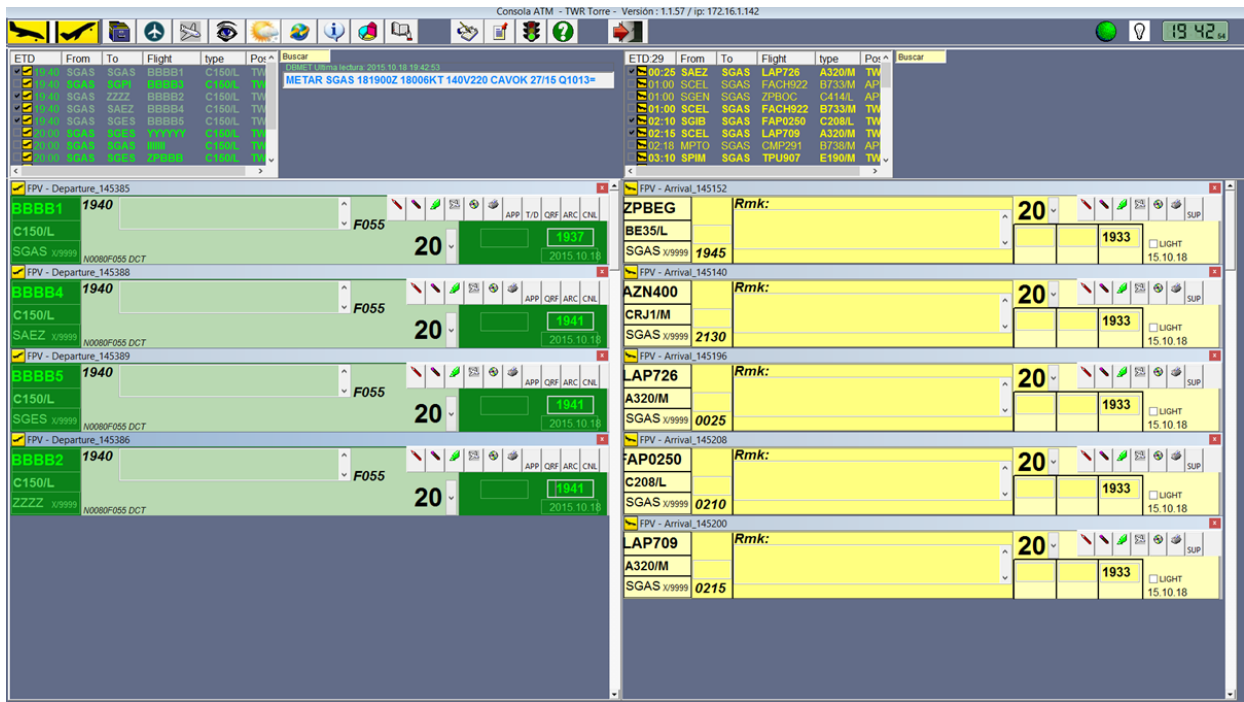 Consola ATM - TWR Torre - Versión : 1.1.57 / ip: 172.16.1.142
19 42 54
ETD From To Flight type Pos
19:40 SGAS SGAS BBBB1 C150/L TW
19:40 SGAS SGPI BBBB3 C150/L TW
19:40 SGAS ZZZZ BBBB2 C150/L TW
19:40 SGAS SAEZ BBBB4 C150/L TW
19:40 SGAS SGES BBBB5 C150/L TW
20:00 SGAS SGES YYYYYY C150/L TW
20:00 SGAS SGAS IIIIIII C150/L TW
20:00 SGAS SGES ZPBBB C150/L TW
Buscar
DBMET Ultima lectura: 2015.10.18 19:42:53
METAR SGAS 181900Z 18006KT 140V220 CAVOK 27/15 Q1013=
ETD:29 From To Flight type Pos
00:25 SAEZ SGAS LAP726 A320/M TW
01:00 SCEL SGAS FACH922 B733/M AP
01:00 SGEN SGAS ZPBOC C414/L AP
01:00 SCEL SGAS FACH922 B733/M TW
02:10 SGIB SGAS FAP0250 C208/L TW
02:15 SCEL SGAS LAP709 A320/M TW
02:18 MPTO SGAS CMP291 B738/M AP
03:10 SPIM SGAS TPU907 E190/M TW
Buscar
FPV - Departure_145385
BBBB1 1940
APP T/D QRF ARC CNL
C150/L F055 20 1937
SGAS X/9999 N0080F055 DCT 2015.10.18
FPV - Departure_145388
BBBB4 1940
APP QRF ARC CNL
C150/L F055 20 1941
SAEZ X/9999 N0080F055 DCT 2015.10.18
FPV - Departure_145389
BBBB5 1940
APP QRF ARC CNL
C150/L F055 20 1941
SGES X/9999 N0080F055 DCT 2015.10.18
FPV - Departure_145386
BBBB2 1940
APP QRF ARC CNL
C150/L F055 20 1941
ZZZZ X/9999 N0080F055 DCT 2015.10.18
FPV - Arrival_145152
ZPBEG Rmk: 20 SUP
BE35/L 1933 LIGHT
SGAS X/9999 1945 15.10.18
FPV - Arrival_145140
AZN400 Rmk: 20 SUP
CRJ1/M 1933 LIGHT
SGAS X/9999 2130 15.10.18
FPV - Arrival_145196
LAP726 Rmk: 20 SUP
A320/M 1933 LIGHT
SGAS X/9999 0025 15.10.18
FPV - Arrival_145208
FAP0250 Rmk: 20 SUP
C208/L 1933 LIGHT
SGAS X/9999 0210 15.10.18
FPV - Arrival_145200
LAP709 Rmk: 20 SUP
A320/M 1933 LIGHT
SGAS X/9999 0215 15.10.18